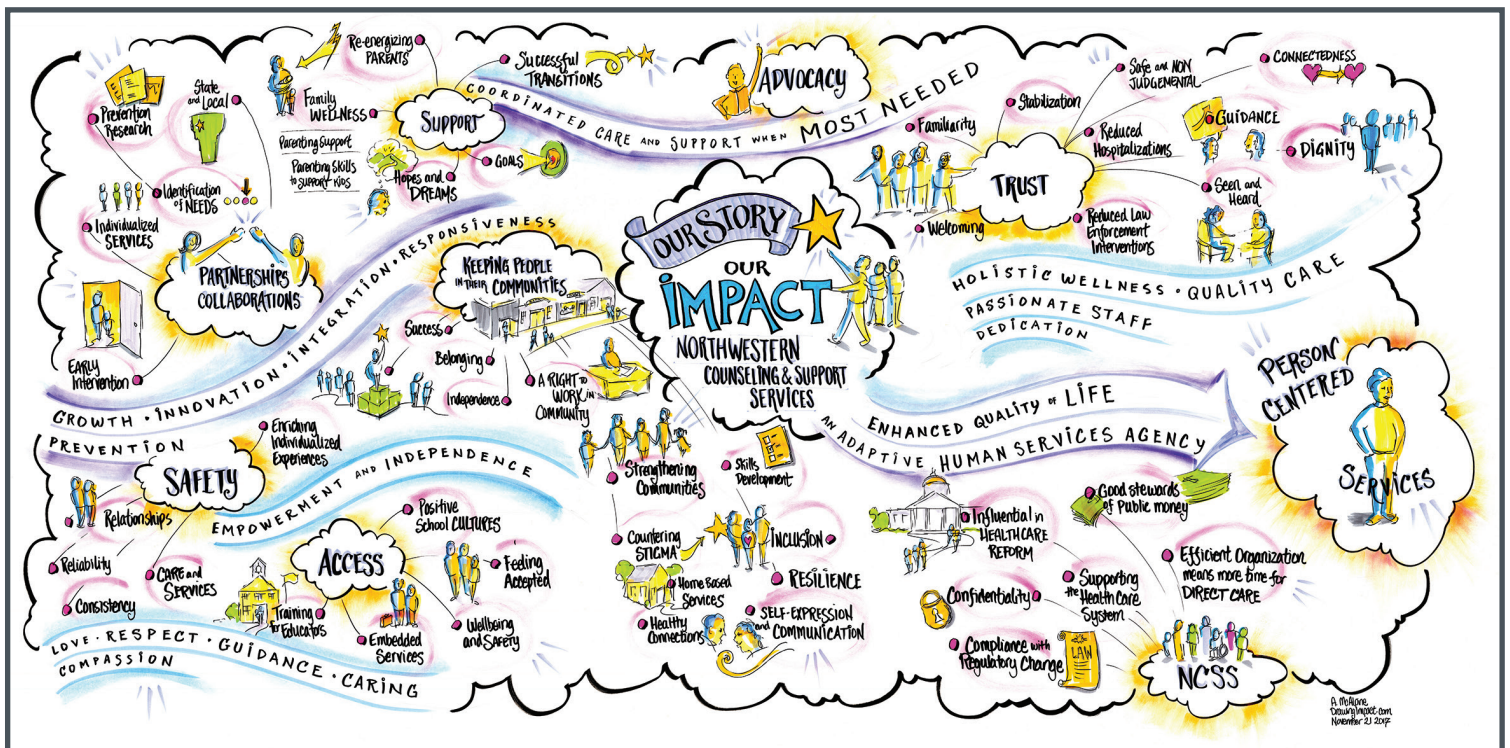 Prevention
Research
State
and Local
Identification
of NEEDS
Individualized
SERVICES
PARTNERSHIPS
COLLABORATIONS
EARLY
Intervention
Re-energizing
PARENTS
Family
WELLNESS
Parenting Support
Parenting Skills
to support kids
SUPPORT
Successful
TRANSITIONS
GOALS
Hopes and
DREAMS
ADVOCACY
COORDINATED CARE AND SUPPORT WHEN MOST NEEDED
GROWTH • INNOVATION • INTEGRATION • RESPONSIVENESS
PREVENTION
KEEPING PEOPLE
IN THEIR COMMUNITIES
Success
Belonging
Independence
A RIGHT TO
WORK IN
COMMUNITY
OUR STORY
OUR
IMPACT
NORTHWESTERN
COUNSELING & SUPPORT
SERVICES
TRUST
Familiarity
Stabilization
Safe and NON
JUDGEMENTAL
CONNECTEDNESS
GUIDANCE
Reduced
Hospitalizations
DIGNITY
Seen and
Heard
Welcoming
Reduced Law
Enforcement
Interventions
HOLISTIC WELLNESS • QUALITY CARE
PASSIONATE STAFF
DEDICATION
ENHANCED QUALITY OF LIFE
AN ADAPTIVE HUMAN SERVICES AGENCY
PERSON
CENTERED
SERVICES
SAFETY
Enriching
Individualized
Experiences
Relationships
Reliability
Consistency
CARE and
SERVICES
EMPOWERMENT AND INDEPENDENCE
ACCESS
Positive
School CULTURES
Feeling
Accepted
Training
for Educators
Embedded
Services
Wellbeing
and Safety
LOVE • RESPECT • GUIDANCE • CARING
COMPASSION
Strengthening
Communities
Skills
Development
Countering
STIGMA
INCLUSION
Home Based
Services
RESILIENCE
Healthy
Connections
SELF-EXPRESSION
and COMMUNICATION
Influential in
HEALTHCARE
REFORM
Good stewards
of Public money
Confidentiality
Supporting
the Health Care
System
Efficient Organization
means more time for
DIRECT CARE
Compliance with
Regulatory Change
LAW
NCSS
A McAlpine
DrawingImpact.com
November 21 2017